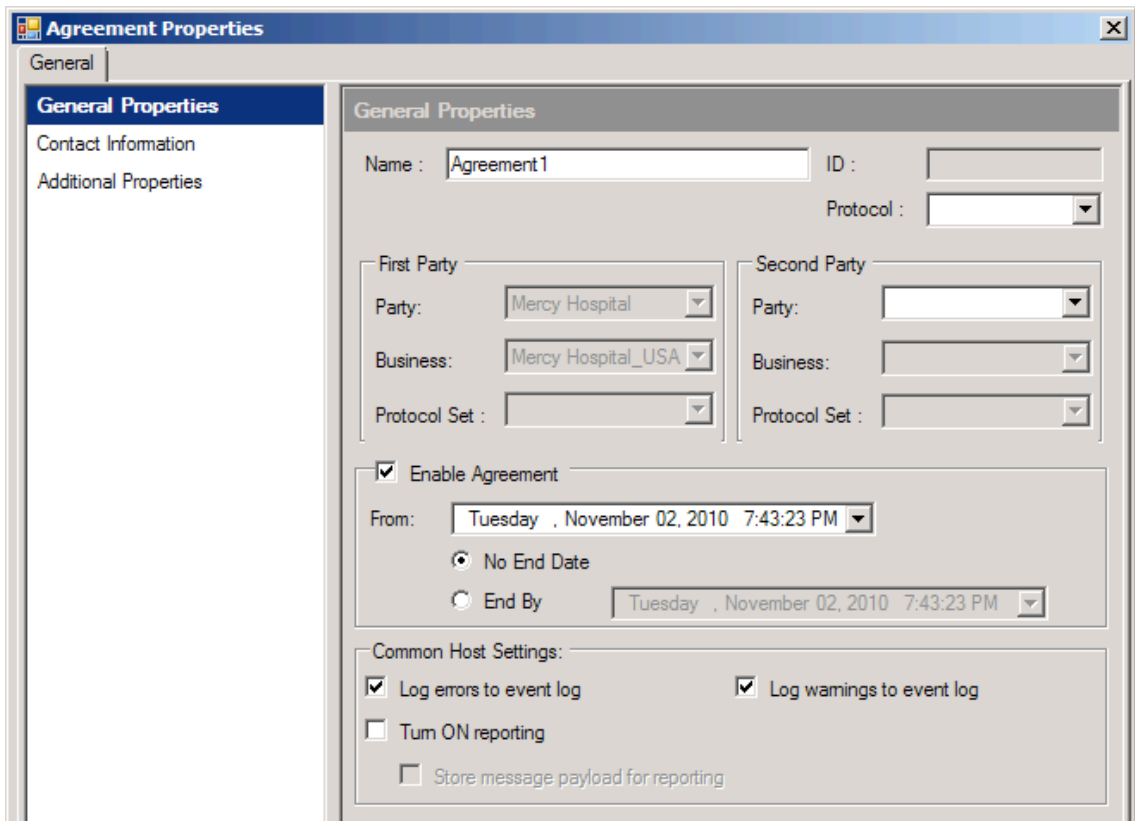 Agreement Properties
General
General Properties
Contact Information
Additional Properties
General Properties
Name : Agreement1 ID :
Protocol :
First Party
Party: Mercy Hospital
Business: Mercy Hospital_USA
Protocol Set :
Second Party
Party:
Business:
Protocol Set :
Enable Agreement
From: Tuesday , November 02, 2010 7:43:23 PM
No End Date
End By Tuesday , November 02, 2010 7:43:23 PM
Common Host Settings:
Log errors to event log Log warnings to event log
Turn ON reporting
Store message payload for reporting